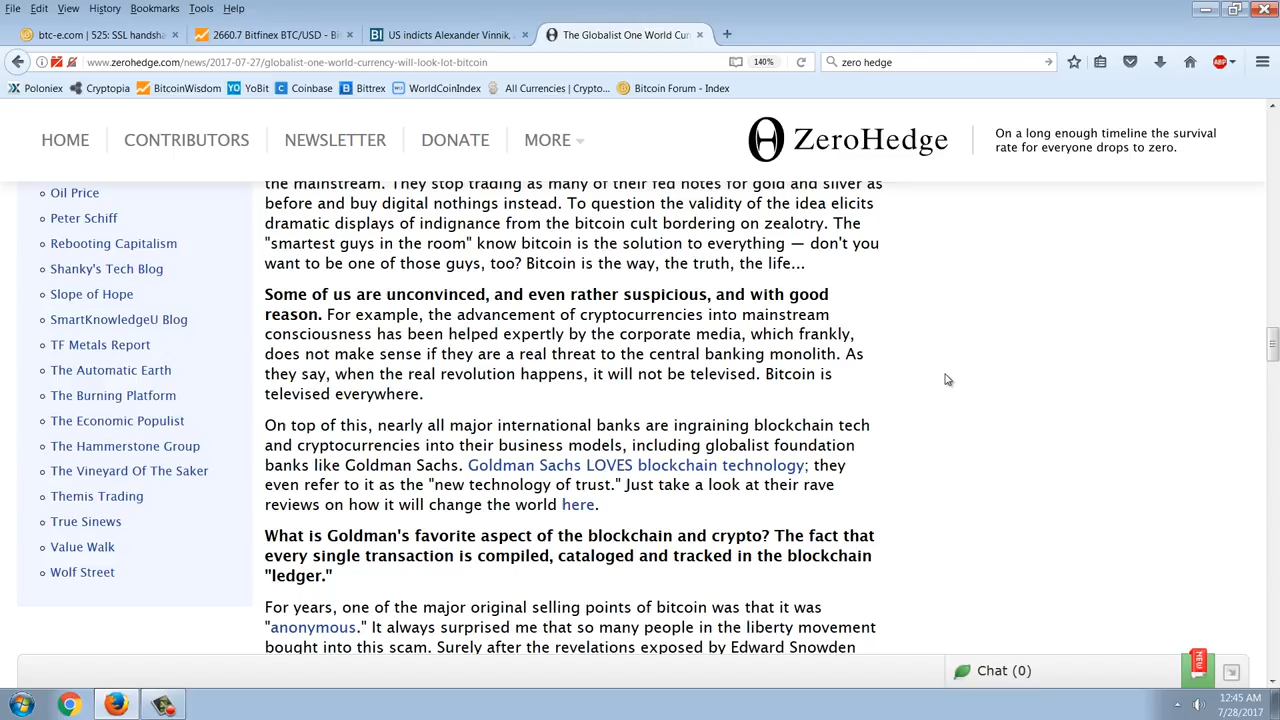 File Edit View History Bookmarks Tools Help
btc-e.com | 525: SSL handsha
2660.7 Bitfinex BTC/USD - B
US indicts Alexander Vinnik,
The Globalist One World Cur
www.zerohedge.com/news/2017-07-27/globalist-one-world-currency-will-look-lot-bitcoin
140%
zero hedge
ABP
Poloniex Cryptopia BitcoinWisdom YoBit Coinbase Bittrex WorldCoinIndex All Currencies | Crypto... Bitcoin Forum - Index
HOME CONTRIBUTORS NEWSLETTER DONATE MORE
ZeroHedge
On a long enough timeline the survival
rate for everyone drops to zero.
Oil Price
Peter Schiff
Rebooting Capitalism
Shanky's Tech Blog
Slope of Hope
SmartKnowledgeU Blog
TF Metals Report
The Automatic Earth
The Burning Platform
The Economic Populist
The Hammerstone Group
The Vineyard Of The Saker
Themis Trading
True Sinews
Value Walk
Wolf Street
the mainstream. They stop trading as many of their fed notes for gold and silver as
before and buy digital nothings instead. To question the validity of the idea elicits
dramatic displays of indignance from the bitcoin cult bordering on zealotry. The
"smartest guys in the room" know bitcoin is the solution to everything — don't you
want to be one of those guys, too? Bitcoin is the way, the truth, the life...
Some of us are unconvinced, and even rather suspicious, and with good
reason. For example, the advancement of cryptocurrencies into mainstream
consciousness has been helped expertly by the corporate media, which frankly,
does not make sense if they are a real threat to the central banking monolith. As
they say, when the real revolution happens, it will not be televised. Bitcoin is
televised everywhere.
On top of this, nearly all major international banks are ingraining blockchain tech
and cryptocurrencies into their business models, including globalist foundation
banks like Goldman Sachs. Goldman Sachs LOVES blockchain technology; they
even refer to it as the "new technology of trust." Just take a look at their rave
reviews on how it will change the world here.
What is Goldman's favorite aspect of the blockchain and crypto? The fact that
every single transaction is compiled, cataloged and tracked in the blockchain
"ledger."
For years, one of the major original selling points of bitcoin was that it was
"anonymous." It always surprised me that so many people in the liberty movement
bought into this scam. Surely after the revelations exposed by Edward Snowden
Chat (0)
NEW
12:45 AM
7/28/2017